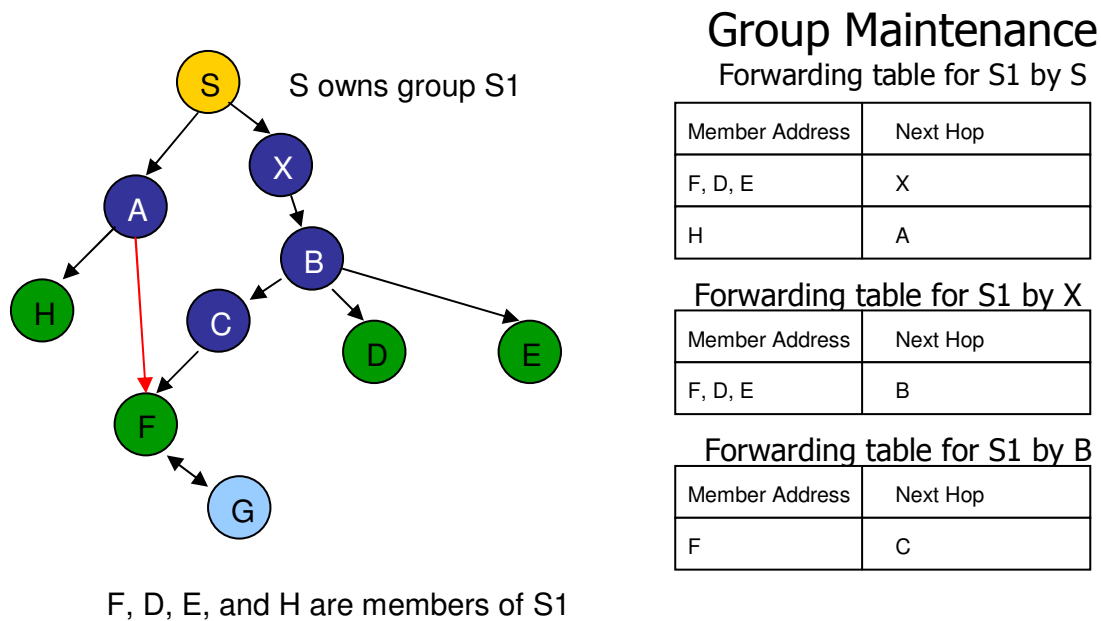 Group Maintenance
S
S owns group S1
X
A
B
H
C
D
E
F
G
F, D, E, and H are members of S1
Forwarding table for S1 by S
Member Address Next Hop
F, D, E X
H A
Forwarding table for S1 by X
Member Address Next Hop
F, D, E B
Forwarding table for S1 by B
Member Address Next Hop
F C